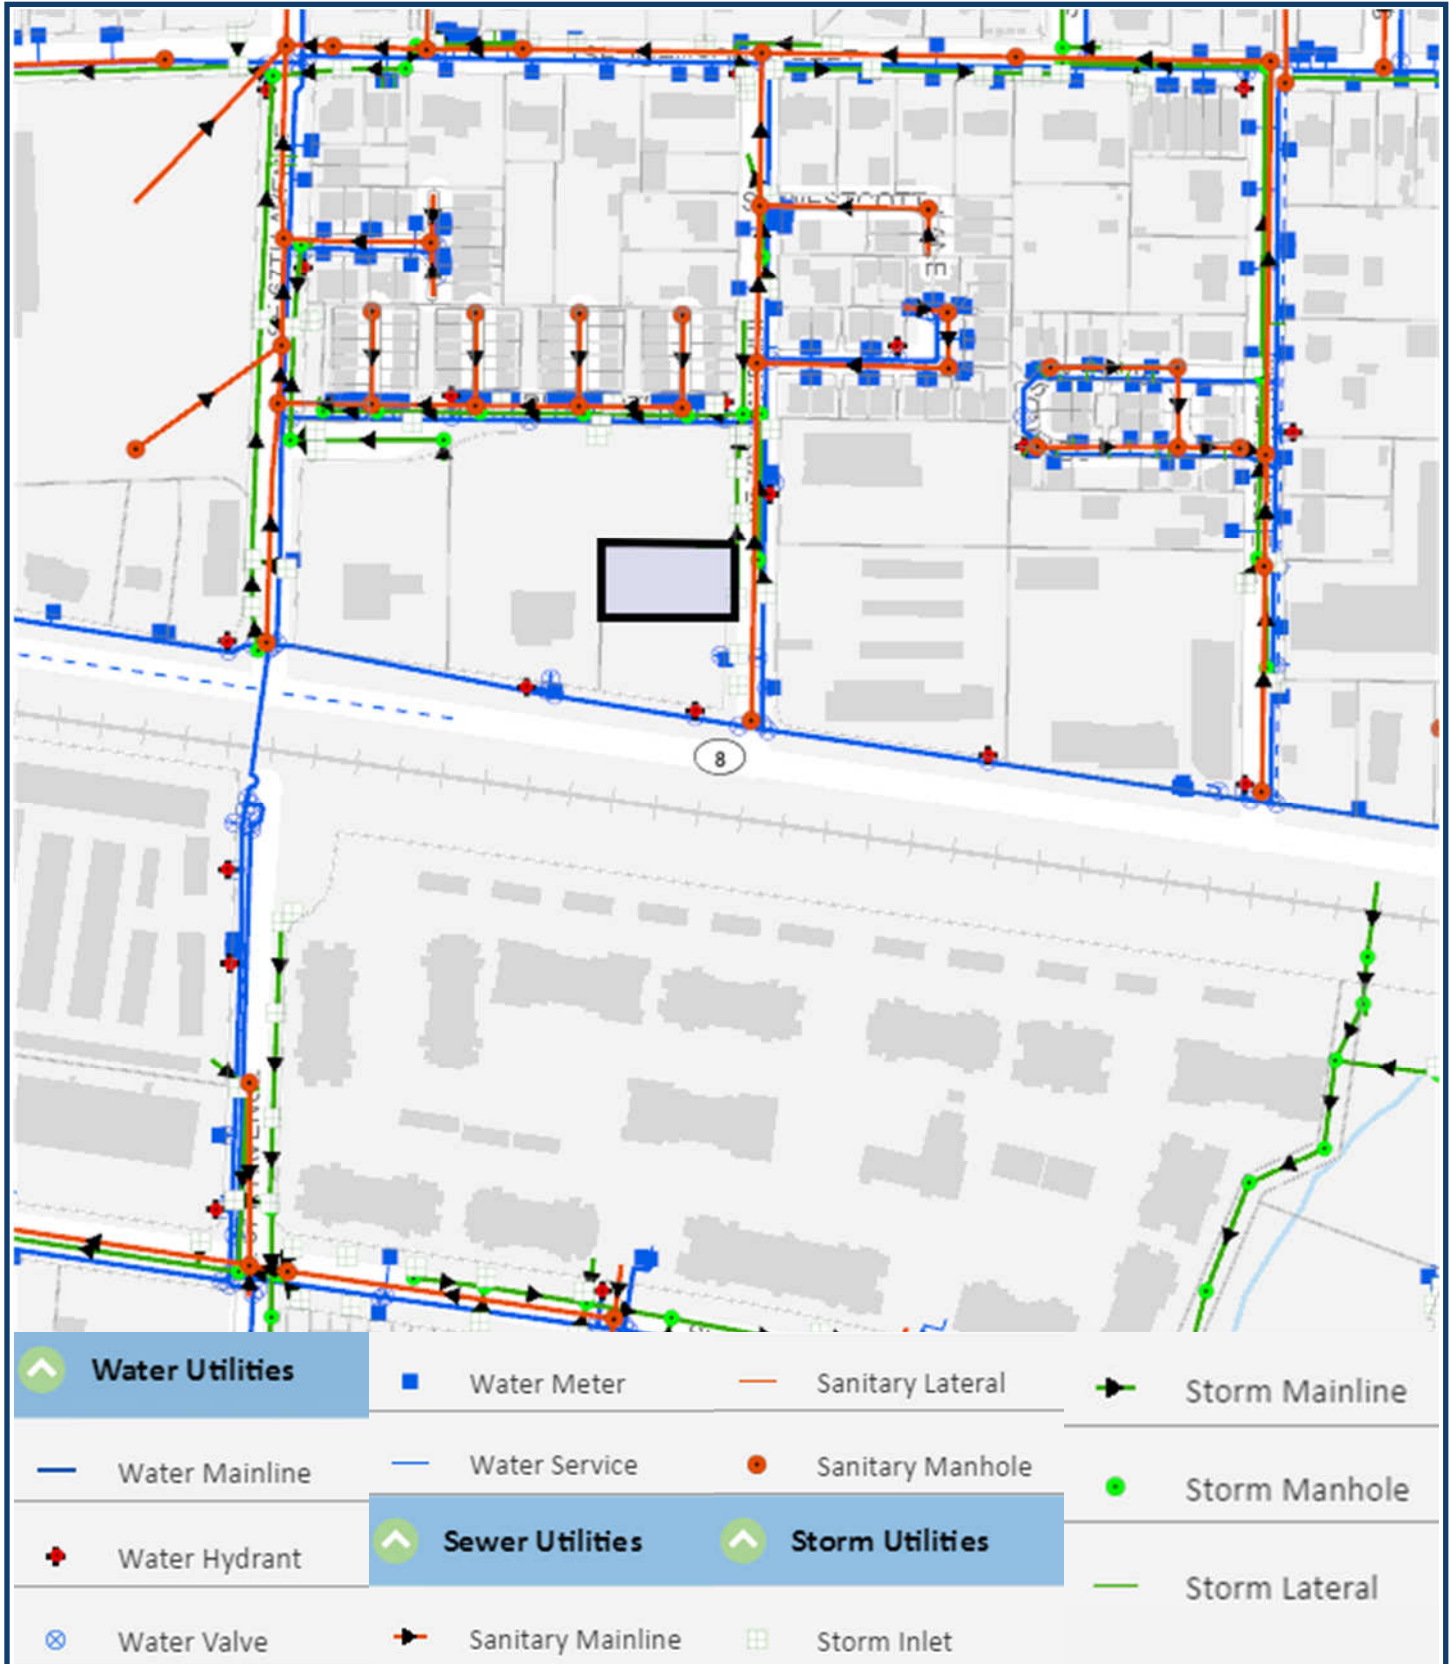 8
Water Utilities
Water Mainline
Water Hydrant
Water Valve
Water Meter
Water Service
Sewer Utilities
Sanitary Mainline
Sanitary Lateral
Sanitary Manhole
Storm Utilities
Storm Inlet
Storm Mainline
Storm Manhole
Storm Lateral